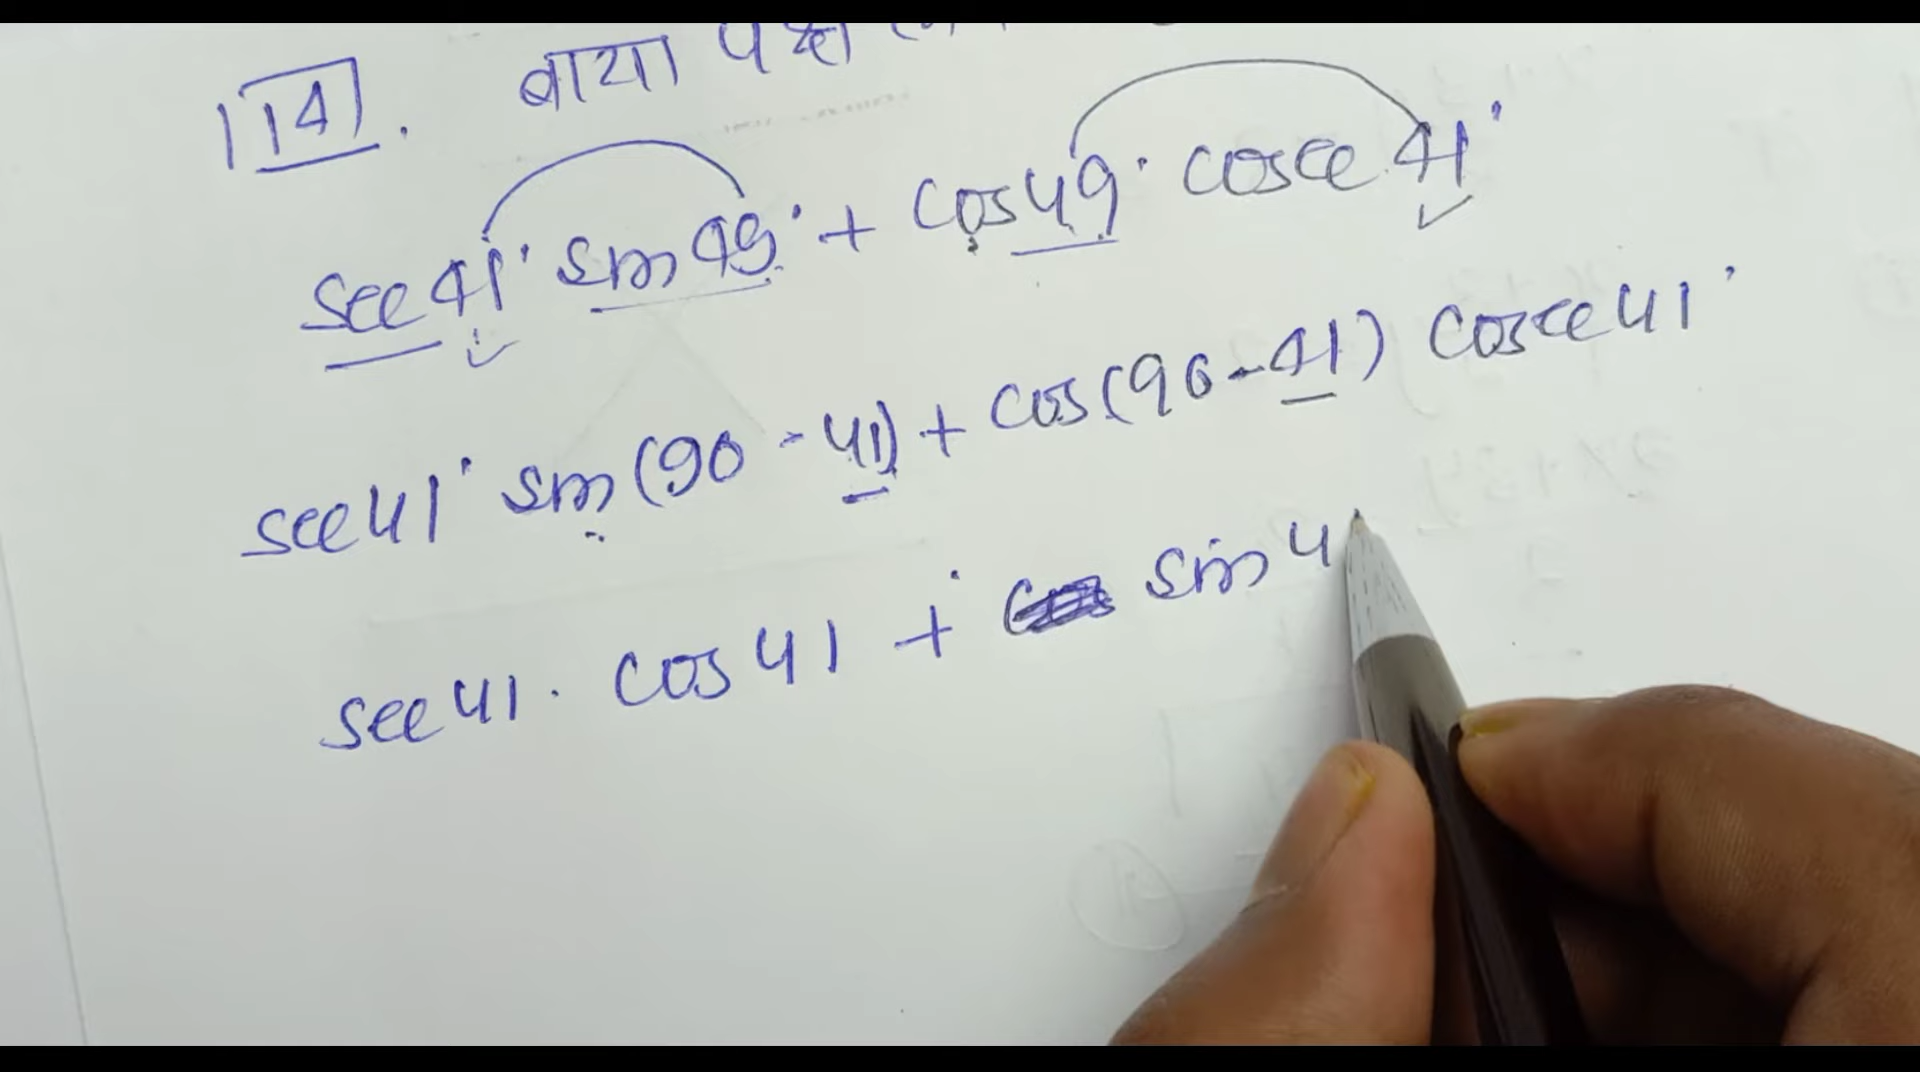 14. बाया पक्ष
sec 41° sin 49° + cos 49° cosec 41°
sec 41° sin (90 - 41) + cos (90 - 41) cosec 41°
sec 41 . cos 41 + sin 4